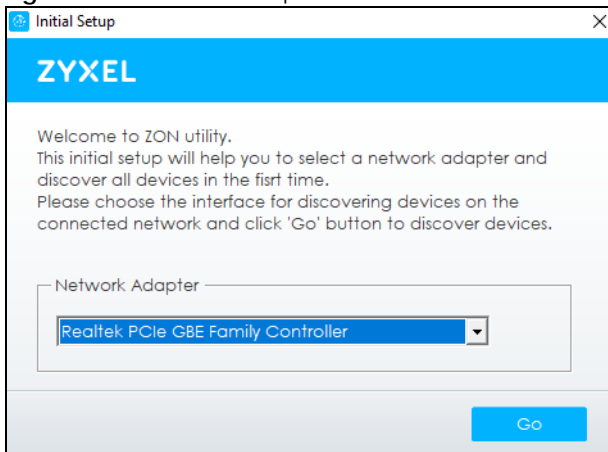 Initial Setup
ZYXEL
Welcome to ZON utility.
This initial setup will help you to select a network adapter and
discover all devices in the fisrt time.
Please choose the interface for discovering devices on the
connected network and click 'Go' button to discover devices.
Network Adapter
Realtek PCIe GBE Family Controller
Go